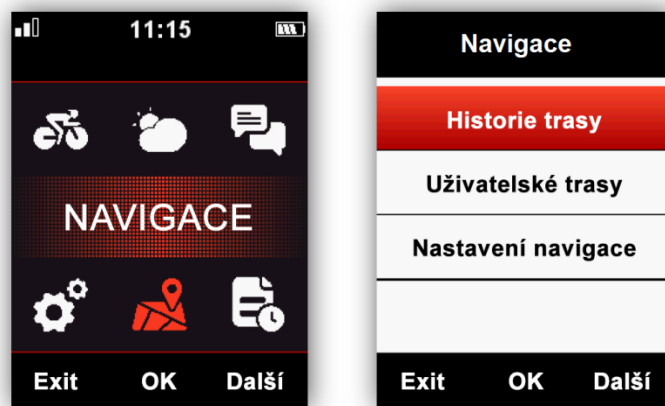 11:15
NAVIGACE
Exit OK Další
Navigace
Historie trasy
Uživatelské trasy
Nastavení navigace
Exit OK Další